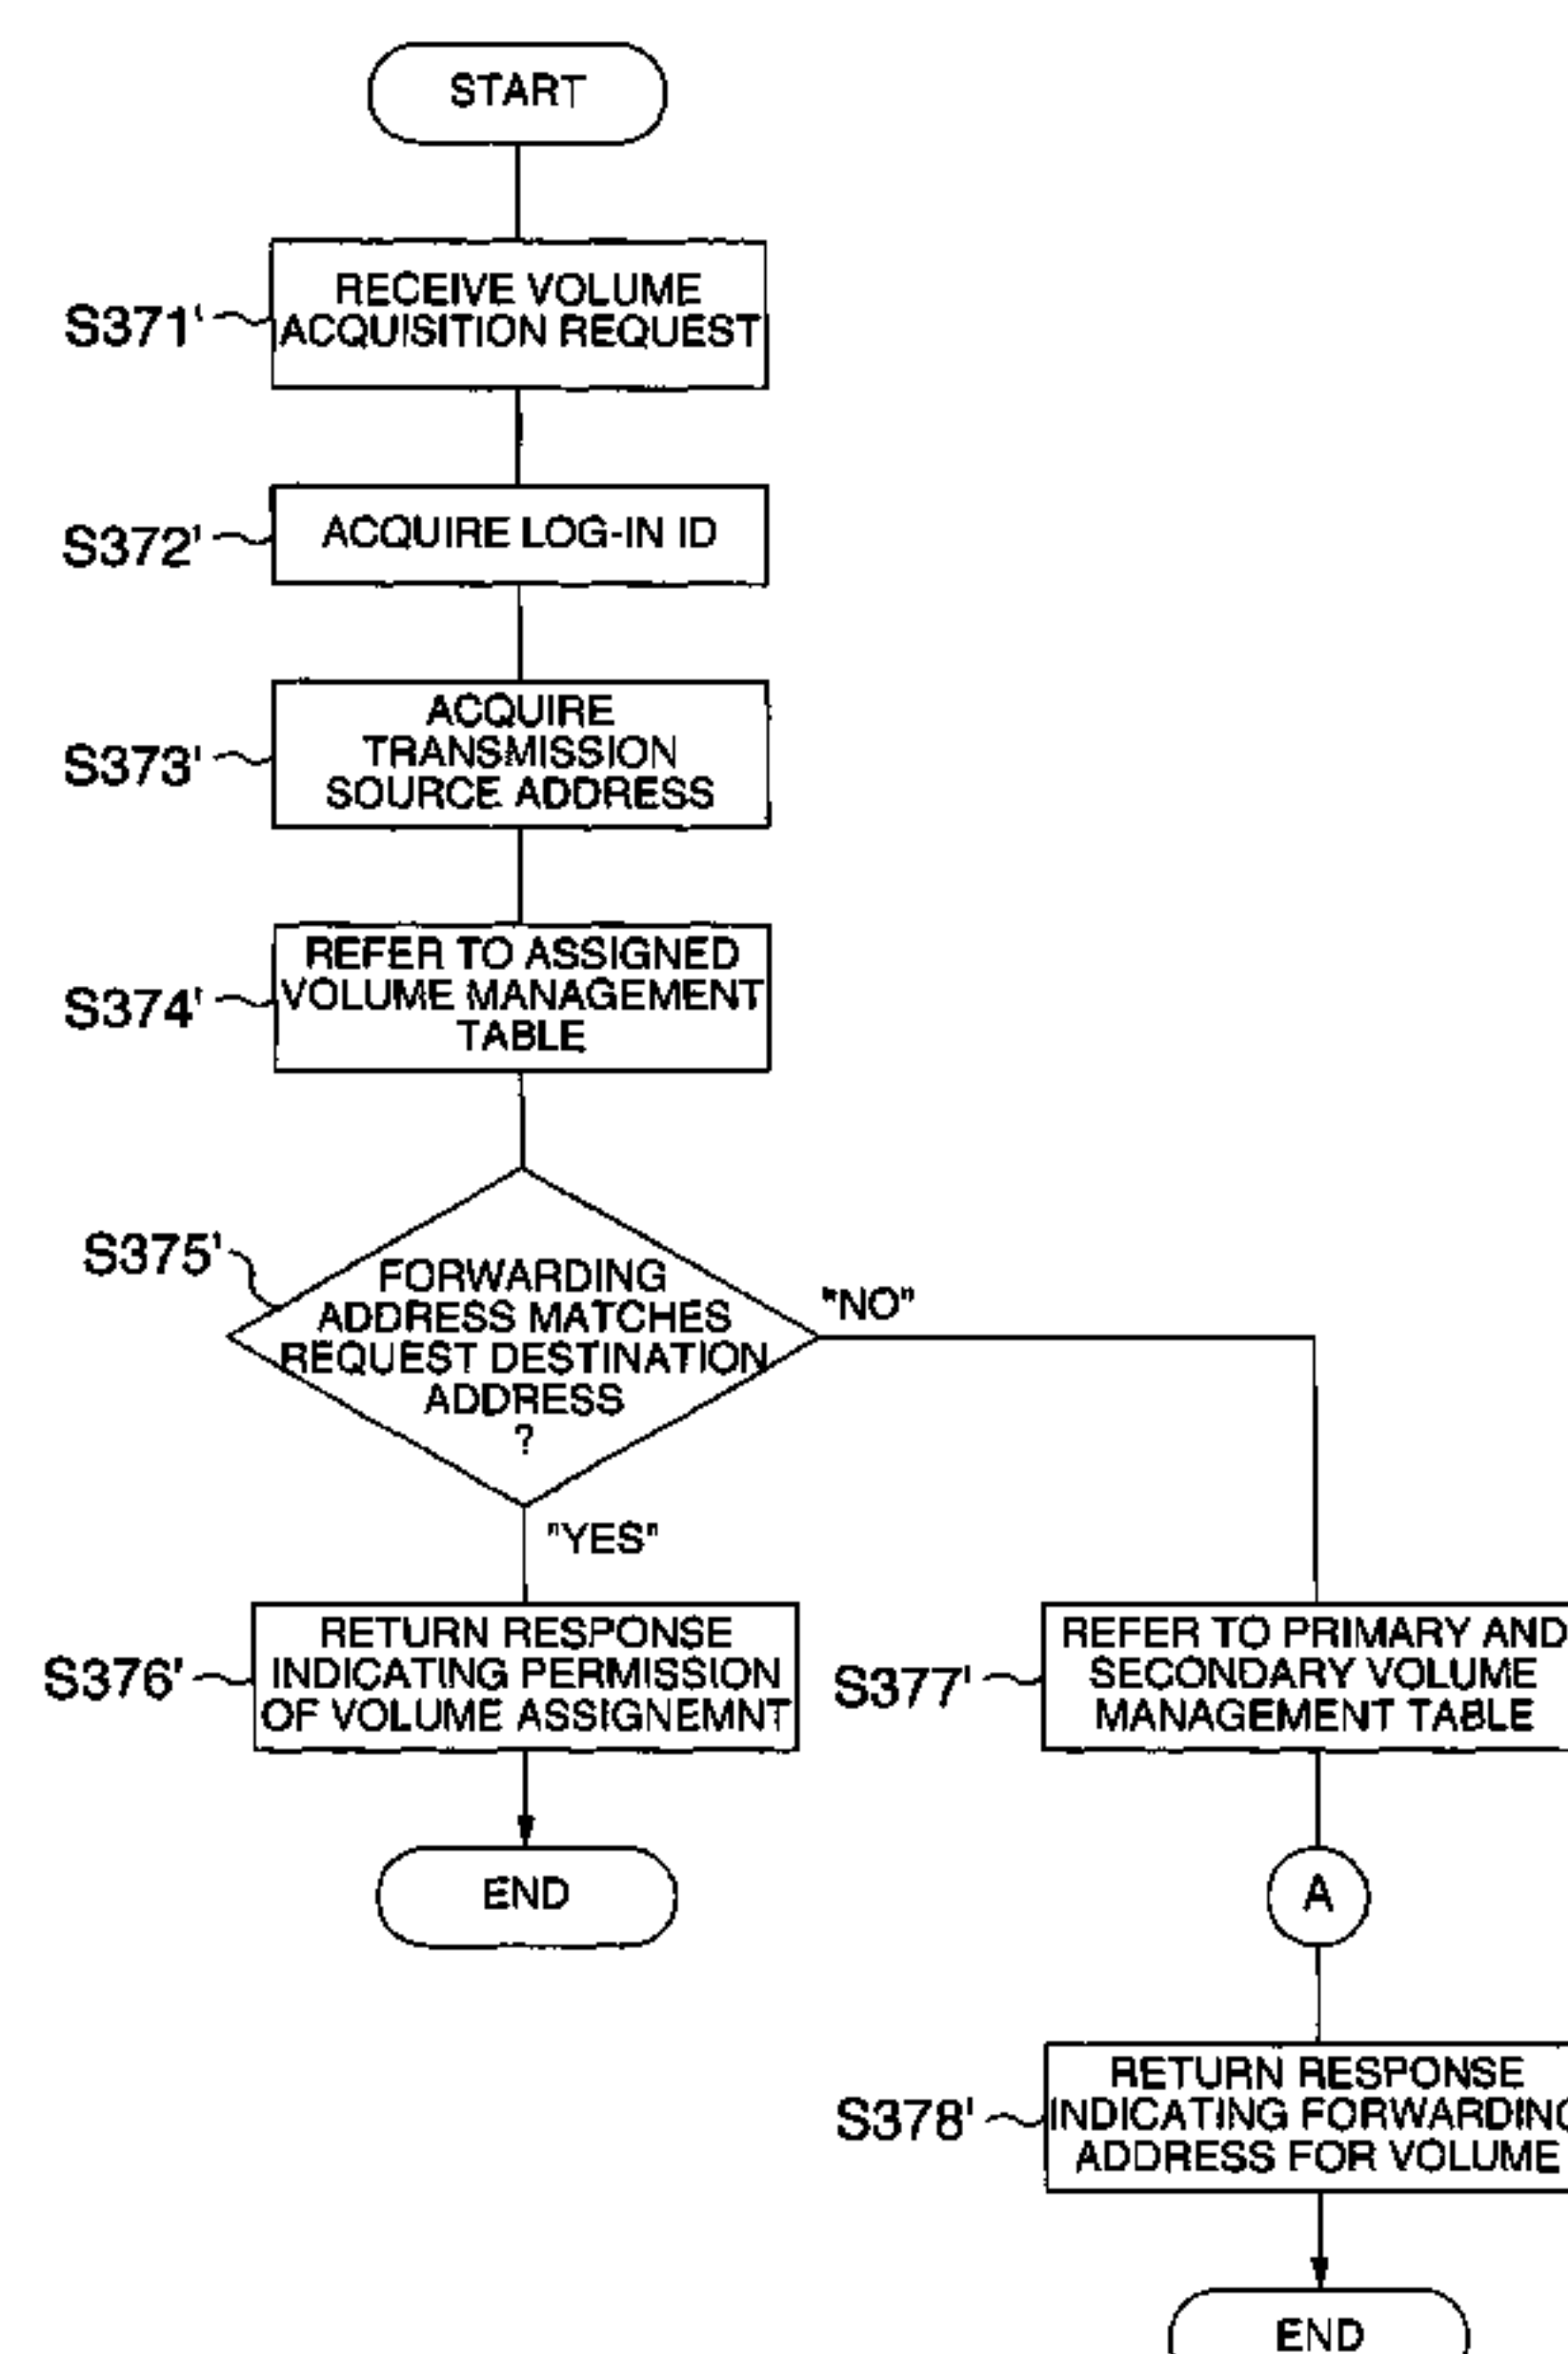 START
S371'
RECEIVE VOLUME
ACQUISITION REQUEST
S372'
ACQUIRE LOG-IN ID
S373'
ACQUIRE
TRANSMISSION
SOURCE ADDRESS
S374'
REFER TO ASSIGNED
VOLUME MANAGEMENT
TABLE
S375'
FORWARDING
ADDRESS MATCHES
REQUEST DESTINATION
ADDRESS
?
"NO"
"YES"
S376'
RETURN RESPONSE
INDICATING PERMISSION
OF VOLUME ASSIGNEMNT
END
S377'
REFER TO PRIMARY AND
SECONDARY VOLUME
MANAGEMENT TABLE
A
S378'
RETURN RESPONSE
INDICATING FORWARDING
ADDRESS FOR VOLUME
END